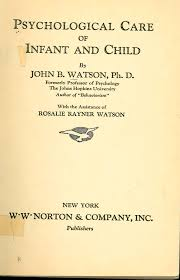 PSYCHOLOGICAL CARE
OF
INFANT AND CHILD
By
JOHN B. WATSON, Ph. D.
Formerly Professor of Psychology
The Johns Hopkins University
Author of "Behaviorism"
With the Assistance of
ROSALIE RAYNER WATSON
NEW YORK
W·W·NORTON & COMPANY, INC.
Publishers